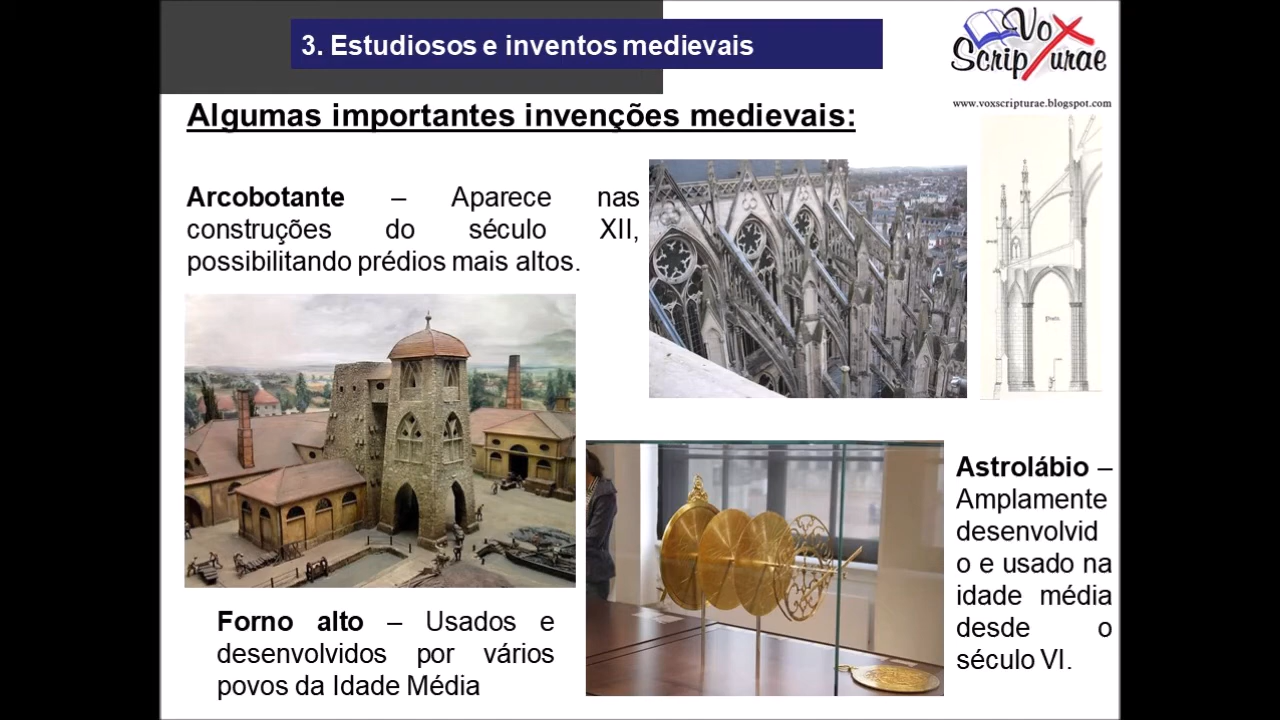 3. Estudiosos e inventos medievais
Vox
Scripturae
www.voxscripturae.blogspot.com
Algumas importantes invenções medievais:
Arcobotante – Aparece nas
construções do século XII,
possibilitando prédios mais altos.
Astrolábio –
Amplamente
desenvolvid
o e usado na
idade média
desde o
século VI.
Forno alto – Usados e
desenvolvidos por vários
povos da Idade Média